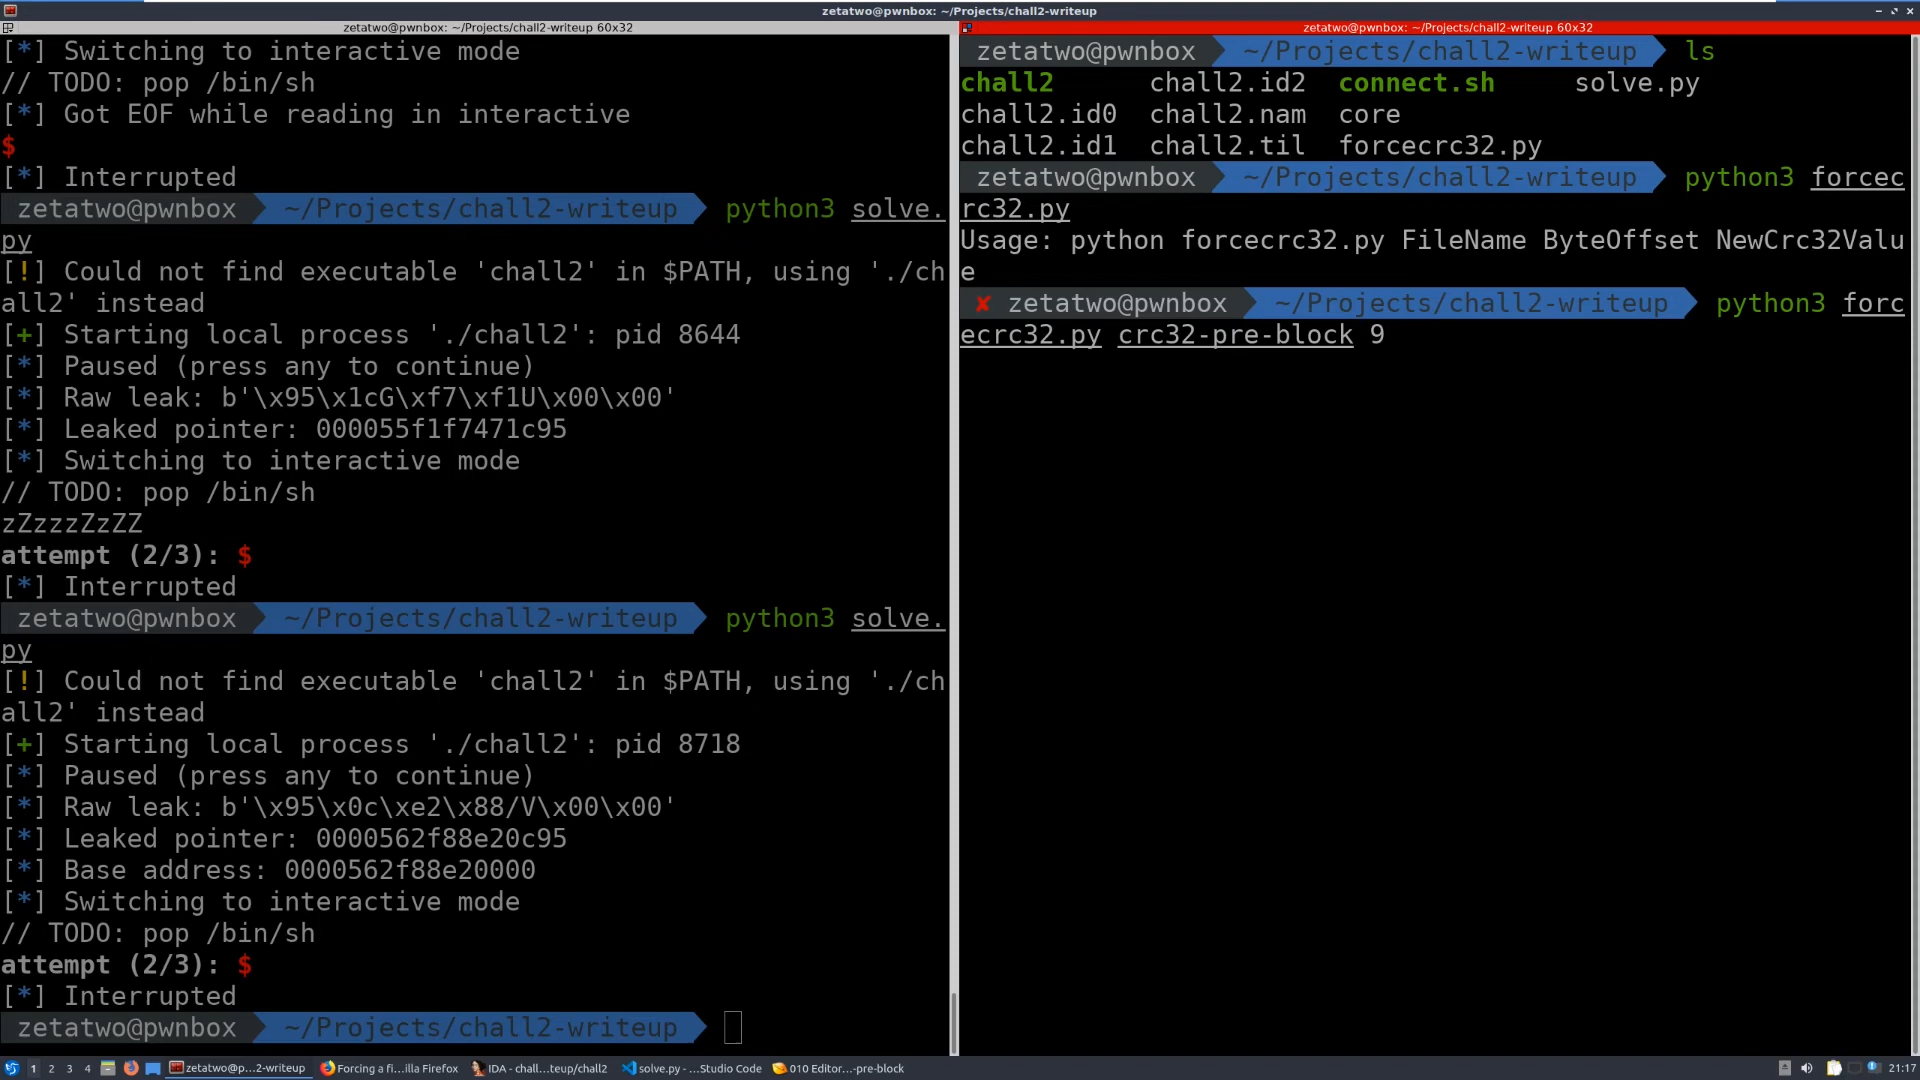 zetatwo@pwnbox: ~/Projects/chall2-writeup
zetatwo@pwnbox: ~/Projects/chall2-writeup 60x32
[*] Switching to interactive mode
// TODO: pop /bin/sh
[*] Got EOF while reading in interactive
$
[*] Interrupted
zetatwo@pwnbox ~/Projects/chall2-writeup python3 solve.
py
[!] Could not find executable 'chall2' in $PATH, using './ch
all2' instead
[+] Starting local process './chall2': pid 8644
[*] Paused (press any to continue)
[*] Raw leak: b'\x95\x1cG\xf7\xf1U\x00\x00'
[*] Leaked pointer: 000055f1f7471c95
[*] Switching to interactive mode
// TODO: pop /bin/sh
zZzzzZzZZ
attempt (2/3): $
[*] Interrupted
zetatwo@pwnbox ~/Projects/chall2-writeup python3 solve.
py
[!] Could not find executable 'chall2' in $PATH, using './ch
all2' instead
[+] Starting local process './chall2': pid 8718
[*] Paused (press any to continue)
[*] Raw leak: b'\x95\x0c\xe2\x88/V\x00\x00'
[*] Leaked pointer: 0000562f88e20c95
[*] Base address: 0000562f88e20000
[*] Switching to interactive mode
// TODO: pop /bin/sh
attempt (2/3): $
[*] Interrupted
zetatwo@pwnbox ~/Projects/chall2-writeup
zetatwo@pwnbox: ~/Projects/chall2-writeup 60x32
zetatwo@pwnbox ~/Projects/chall2-writeup ls
chall2 chall2.id2 connect.sh solve.py
chall2.id0 chall2.nam core
chall2.id1 chall2.til forcecrc32.py
zetatwo@pwnbox ~/Projects/chall2-writeup python3 forcec
rc32.py
Usage: python forcecrc32.py FileName ByteOffset NewCrc32Valu
e
✘ zetatwo@pwnbox ~/Projects/chall2-writeup python3 forc
ecrc32.py crc32-pre-block 9
1 2 3 4 zetatwo@p...2-writeup Forcing a fi...illa Firefox IDA - chall...teup/chall2 solve.py - ...Studio Code 010 Editor...-pre-block 21:17